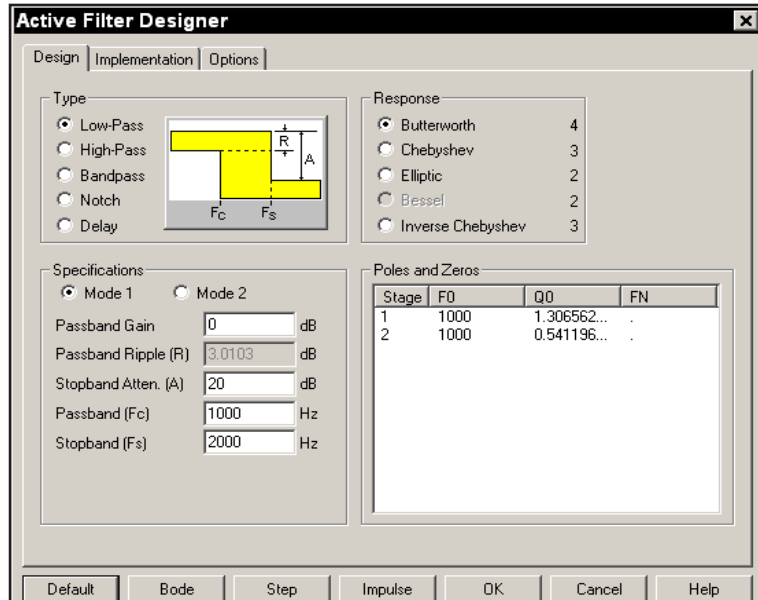 Active Filter Designer
Design Implementation Options
Type
Low-Pass
High-Pass
Bandpass
Notch
Delay
R
A
FC FS
Response
Butterworth 4
Chebyshev 3
Elliptic 2
Bessel 2
Inverse Chebyshev 3
Specifications
Mode 1 Mode 2
Passband Gain 0 dB
Passband Ripple (R) 3.0103 dB
Stopband Atten. (A) 20 dB
Passband (Fc) 1000 Hz
Stopband (Fs) 2000 Hz
Poles and Zeros
Stage F0 Q0 FN
1 1000 1.306562... .
2 1000 0.541196... .
Default Bode Step Impulse OK Cancel Help